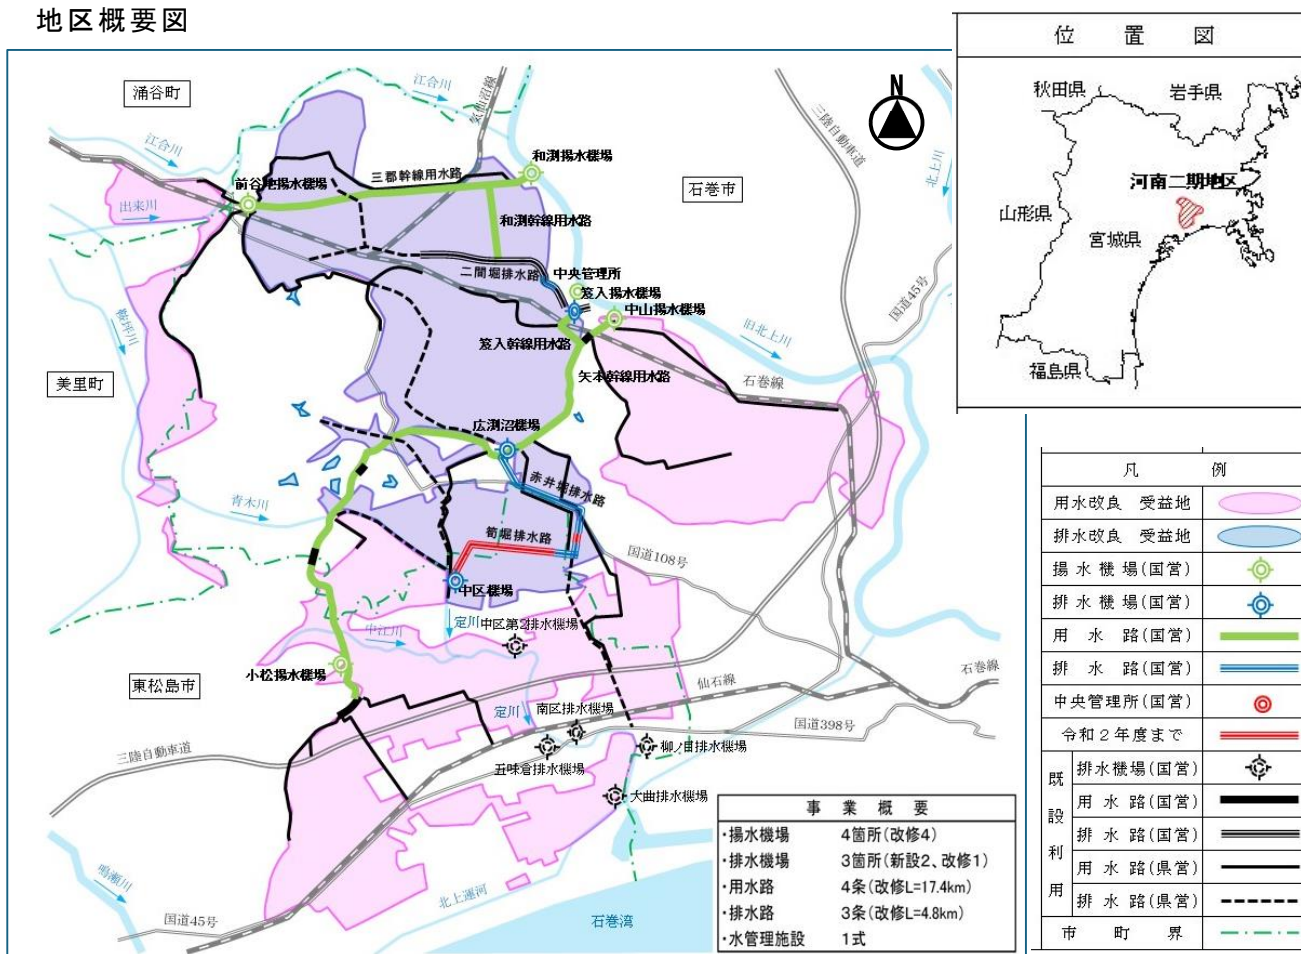 地区概要図
位 置 図
秋田県
岩手県
河南二期地区
山形県
宮城県
福島県
涌谷町
江合川
気仙沼線
三陸自動車道
北上川
江合川
和渕揚水機場
三郡幹線用水路
前谷地揚水機場
石巻市
出来川
和渕幹線用水路
二間堀排水路
中央管理所
笈入揚水機場
中山揚水機場
国道45号
鞍坪川
旧北上川
笈入幹線用水路
矢本幹線用水路
石巻線
美里町
広渕沼機場
赤井堀排水路
青木川
筍堀排水路
国道108号
中区機場
定川
中区第2排水機場
中江川
小松揚水機場
東松島市
石巻線
仙石線
定川
南区排水機場
国道398号
三陸自動車道
柳ノ目排水機場
五味倉排水機場
大曲排水機場
鳴瀬川
北上運河
国道45号
石巻湾
事 業 概 要
・揚水機場 4箇所(改修4)
・排水機場 3箇所(新設2、改修1)
・用水路 4条(改修L=17.4km)
・排水路 3条(改修L=4.8km)
・水管理施設 1式
凡 例
用水改良 受益地
排水改良 受益地
揚水機場(国営)
排水機場(国営)
用水路(国営)
排水路(国営)
中央管理所(国営)
令和2年度まで
既設利用
排水機場(国営)
用水路(国営)
排水路(国営)
用水路(県営)
排水路(県営)
市町界
N